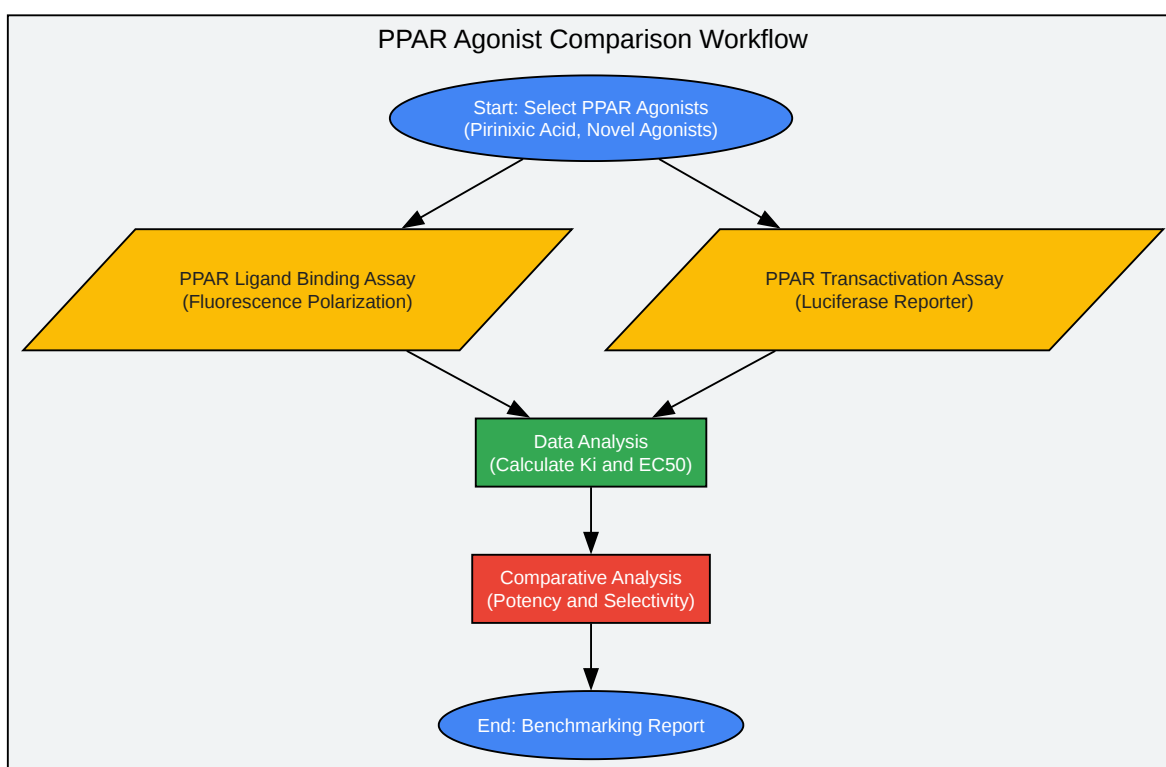 PPAR Agonist Comparison Workflow
Start: Select PPAR Agonists
(Pirinixic Acid, Novel Agonists)
PPAR Ligand Binding Assay
(Fluorescence Polarization)
PPAR Transactivation Assay
(Luciferase Reporter)
Data Analysis
(Calculate Ki and EC50)
Comparative Analysis
(Potency and Selectivity)
End: Benchmarking Report